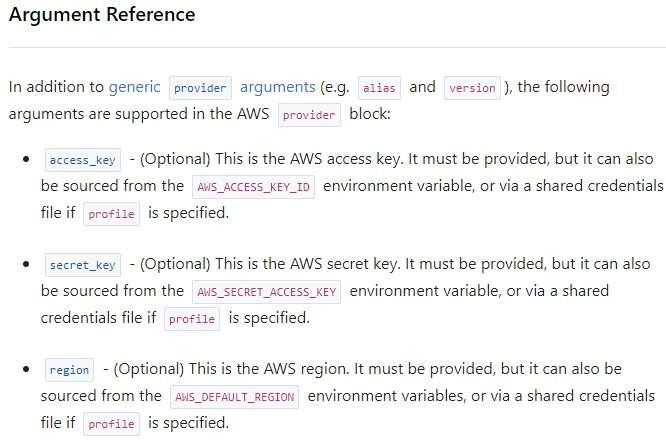 Argument Reference
In addition to generic provider arguments (e.g. alias and version ), the following
arguments are supported in the AWS provider block:
• access_key - (Optional) This is the AWS access key. It must be provided, but it can also
be sourced from the AWS_ACCESS_KEY_ID environment variable, or via a shared credentials
file if profile is specified.
• secret_key - (Optional) This is the AWS secret key. It must be provided, but it can also
be sourced from the AWS_SECRET_ACCESS_KEY environment variable, or via a shared
credentials file if profile is specified.
• region - (Optional) This is the AWS region. It must be provided, but it can also be
sourced from the AWS_DEFAULT_REGION environment variables, or via a shared credentials
file if profile is specified.